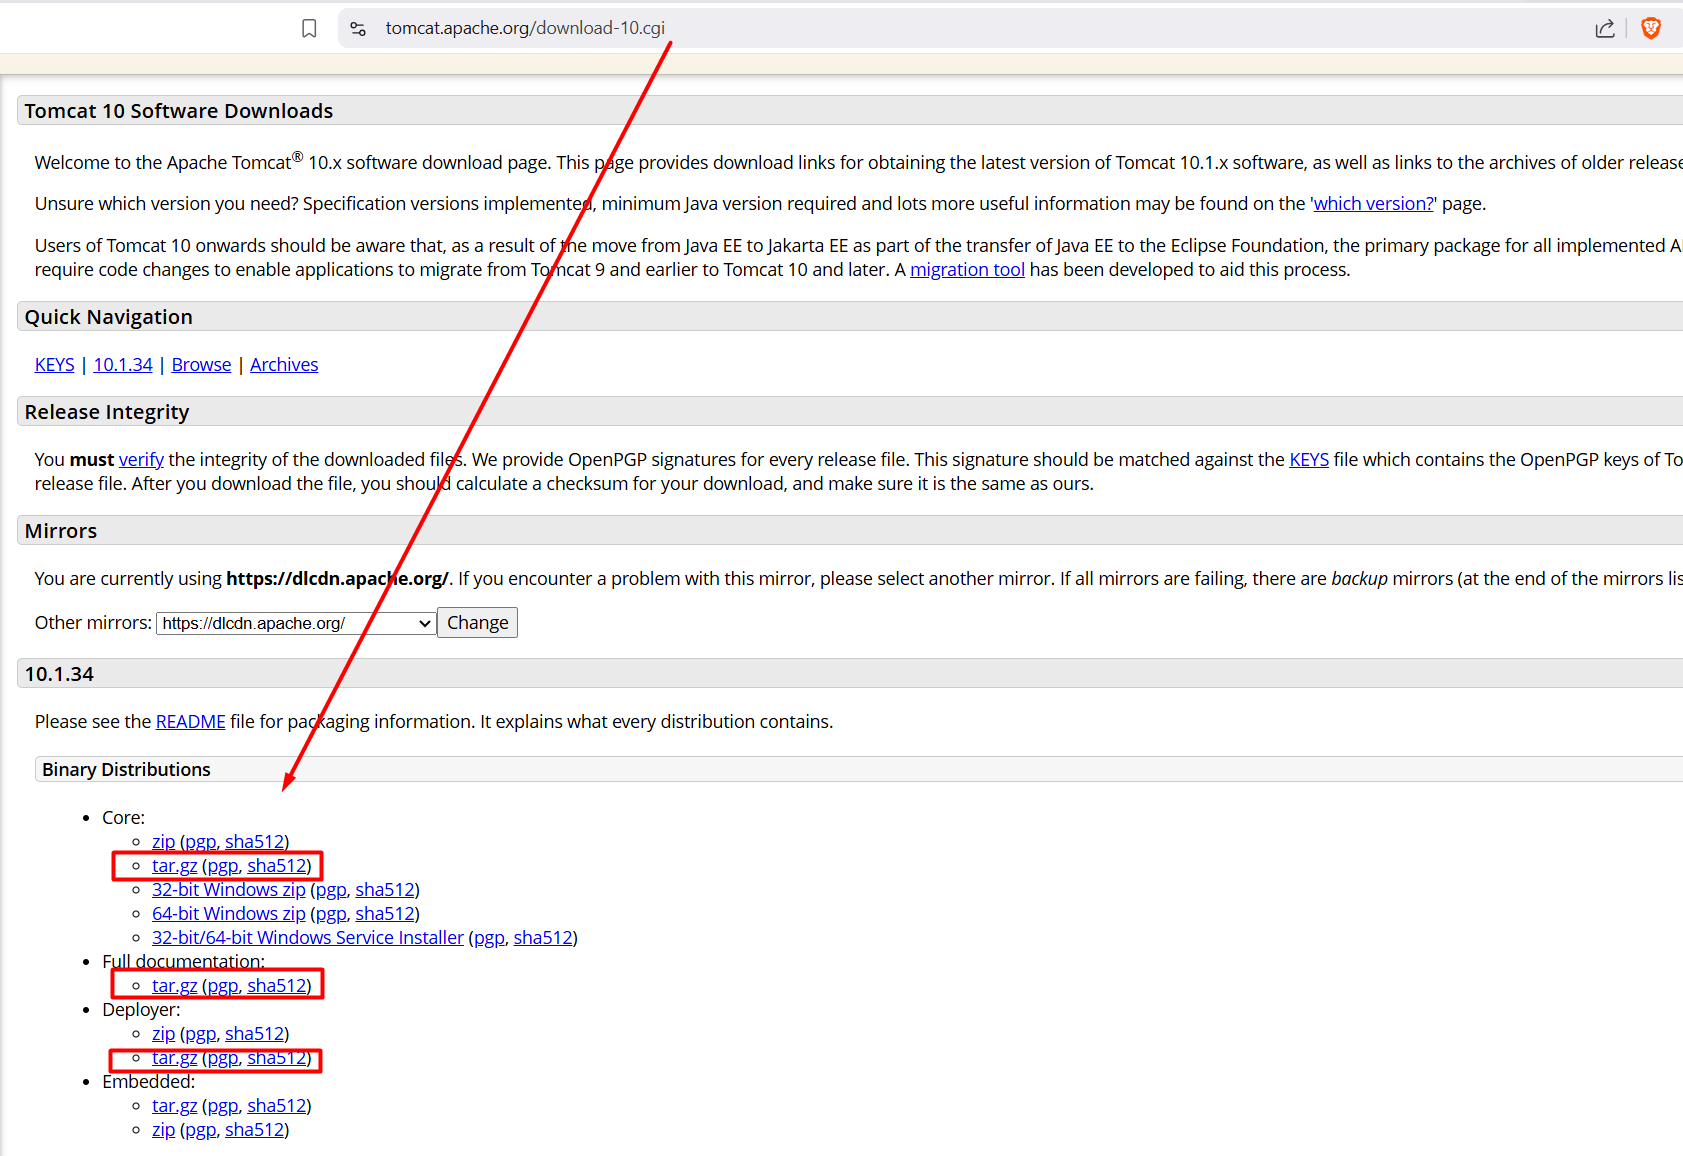 tomcat.apache.org/download-10.cgi
Tomcat 10 Software Downloads
Welcome to the Apache Tomcat® 10.x software download page. This page provides download links for obtaining the latest version of Tomcat 10.1.x software, as well as links to the archives of older release
Unsure which version you need? Specification versions implemented, minimum Java version required and lots more useful information may be found on the 'which version?' page.
Users of Tomcat 10 onwards should be aware that, as a result of the move from Java EE to Jakarta EE as part of the transfer of Java EE to the Eclipse Foundation, the primary package for all implemented A
require code changes to enable applications to migrate from Tomcat 9 and earlier to Tomcat 10 and later. A migration tool has been developed to aid this process.
Quick Navigation
KEYS | 10.1.34 | Browse | Archives
Release Integrity
You must verify the integrity of the downloaded files. We provide OpenPGP signatures for every release file. This signature should be matched against the KEYS file which contains the OpenPGP keys of To
release file. After you download the file, you should calculate a checksum for your download, and make sure it is the same as ours.
Mirrors
You are currently using https://dlcdn.apache.org/. If you encounter a problem with this mirror, please select another mirror. If all mirrors are failing, there are backup mirrors (at the end of the mirrors lis
Other mirrors: https://dlcdn.apache.org/ Change
10.1.34
Please see the README file for packaging information. It explains what every distribution contains.
Binary Distributions
• Core:
◦ zip (pgp, sha512)
◦ tar.gz (pgp, sha512)
◦ 32-bit Windows zip (pgp, sha512)
◦ 64-bit Windows zip (pgp, sha512)
◦ 32-bit/64-bit Windows Service Installer (pgp, sha512)
• Full documentation:
◦ tar.gz (pgp, sha512)
• Deployer:
◦ zip (pgp, sha512)
◦ tar.gz (pgp, sha512)
• Embedded:
◦ tar.gz (pgp, sha512)
◦ zip (pgp, sha512)